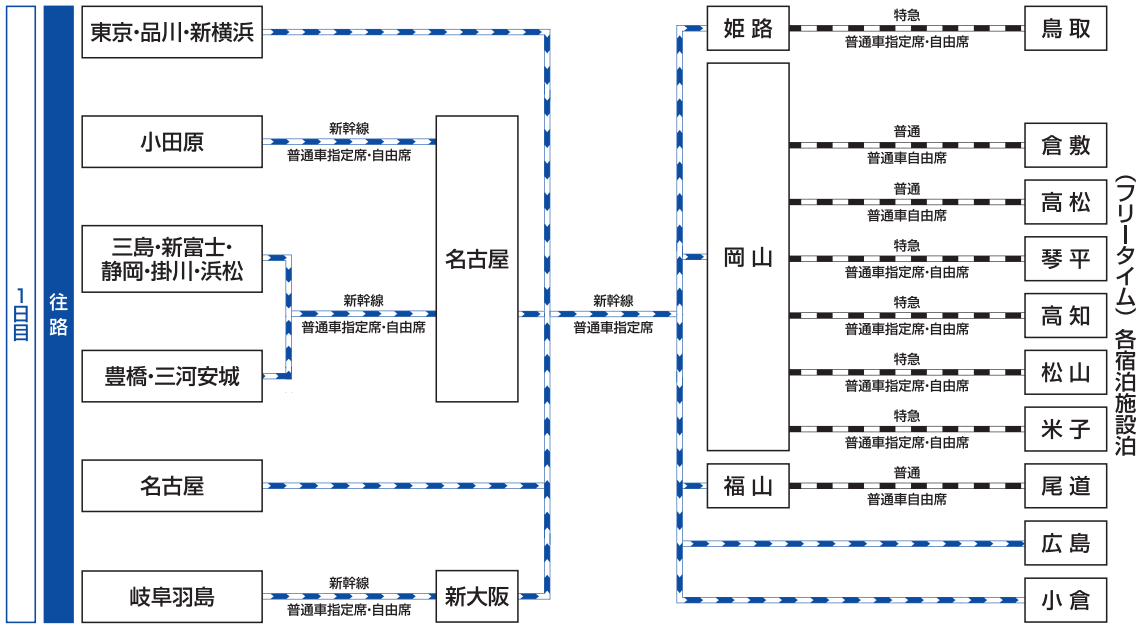 1日目
往路
東京・品川・新横浜
小田原
新幹線
普通車指定席・自由席
三島・新富士・
静岡・掛川・浜松
豊橋・三河安城
新幹線
普通車指定席・自由席
名古屋
名古屋
岐阜羽島
新幹線
普通車指定席・自由席
新大阪
新幹線
普通車指定席
姫路
特急
普通車指定席・自由席
鳥取
岡山
普通
普通車自由席
倉敷
普通
普通車自由席
高松
特急
普通車指定席・自由席
琴平
特急
普通車指定席・自由席
高知
特急
普通車指定席・自由席
松山
特急
普通車指定席・自由席
米子
福山
普通
普通車自由席
尾道
広島
小倉
（フリータイム）各宿泊施設泊